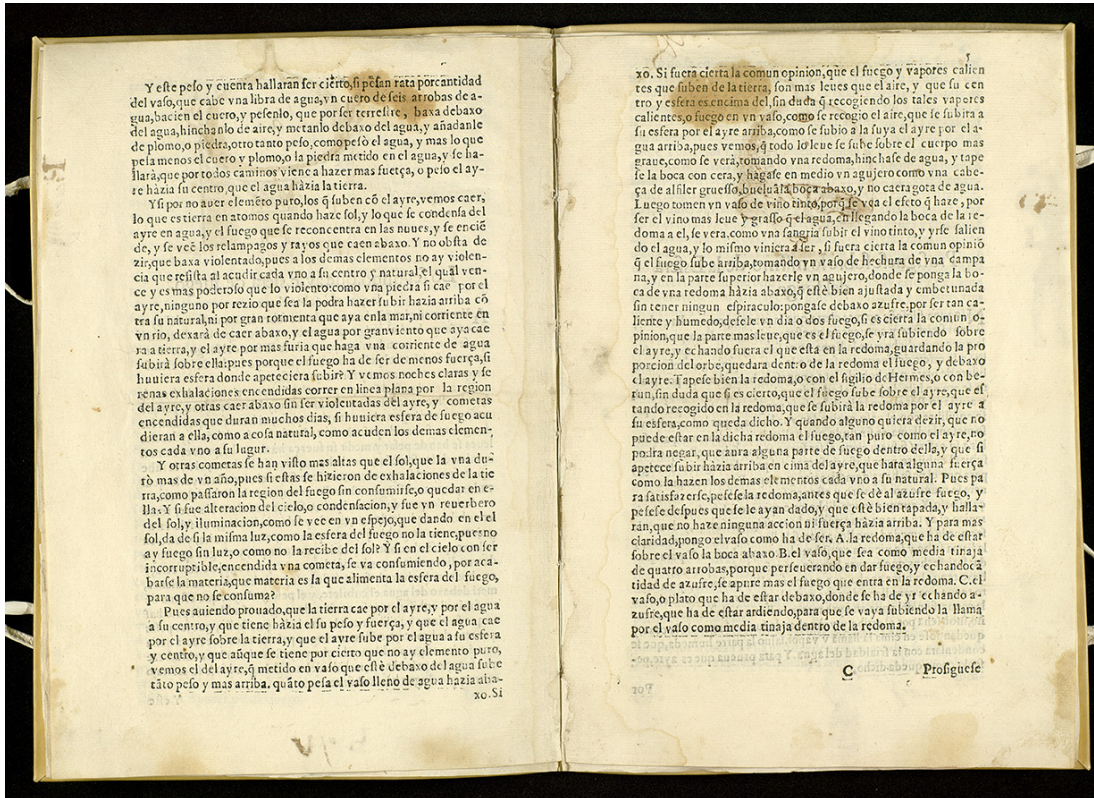 Y este peso y cuenta hallaran ser cierto, si pesan rata por cantidad
del vaso, que cabe vna libra de agua, vn cuero de seis arrobas de a-
gua, bacien el cuero, y pesenlo, que por ser terrestre, baxa debaxo
del agua, hinchanlo de aire, y metanlo debaxo del agua, y añadanle
de plomo, o piedra, otro tanto peso, como pesò el agua, y mas lo que
pesa menos el cuero y plomo, o la piedra metido en el agua, y se ha-
llarà, que por todos caminos viene a hazer mas fuerça, o peso el ay-
re hàzia su centro, que el agua hàzia la tierra.
Y si por no auer elemēto puro, los q̄ suben cō el ayre, vemos caer,
lo que es tierra en atomos quando haze sol, y lo que se condensa del
ayre en agua, y el fuego que se reconcentra en las nuues, y se enciē
de, y se veē los relampagos y rayos que caen abaxo. Y no obsta de
zir, que baxa violentado, pues a los demas elementos no ay violen-
cia que resista al acudir cada vno a su centro y natural, el qual ven-
ce y es mas poderoso que lo violento: como vna piedra si cae por el
ayre, ninguno por rezio que sea la podra hazer subir hazia arriba cō
tra su natural, ni por gran tormenta que aya en la mar, ni corriente en
vn rio, dexarà de caer abaxo, y el agua por gran viento que aya cae
ra a tierra, y el ayre por mas furia que haga vna corriente de agua
subirà sobre ella: pues porque el fuego ha de ser de menos fuerça, si
huuiera esfera donde apeteciera subir? Y vemos noches claras y se
renas exhalaciones encendidas correr en linea plana por la region
del ayre, y otras caer abaxo sin ser violentadas del ayre, y cometas
encendidas que duran muchos dias, si huuiera esfera de fuego acu
dieran a ella, como a cosa natural, como acuden los demas elemen-
tos cada vno a su lugur.
Y otras cometas se han visto mas altas que el sol, que la vna du-
rò mas de vn año, pues si estas se hizieron de exhalaciones de la tie
rra, como passaron la region del fuego sin consumirse, o quedar en e-
lla: Y si fue alteracion del cielo, o condensacion, y fue vn reuerbero
del sol, y iluminacion, como se vee en vn espejo, que dando en el el
sol, da de si la misma luz, como la esfera del fuego no la tiene, pues no
ay fuego sin luz, o como no la recibe del sol? Y si en el cielo con ser
incorruptible, encendida vna cometa, se va consumiendo, por aca-
barse la materia, que materia es la que alimenta la esfera del fuego,
para que no se consuma?
Pues auiendo prouado, que la tierra cae por el ayre, y por el agua
a su centro, y que tiene hàzia el su peso y fuerça, y que el agua cae
por el ayre sobre la tierra, y que el ayre sube por el agua a su esfera
y centro, y que aūque se tiene por cierto que no ay elemento puro,
vemos el del ayre, q̄ metido en vaso que estè debaxo del agua sube
tāto peso y mas arriba, quāto pesa el vaso lleno de agua hazia aba-
xo. Si
5
xo. Si fuera cierta la comun opinion, que el fuego y vapores calien
tes que suben de la tierra, son mas leues que el aire, y que su cen
tro y esfera es encima del, sin duda q̄ recogiendo los tales vapores
calientes, o fuego en vn vaso, como se recogio el aire, que se subira a
su esfera por el ayre arriba, como se subio a la suya el ayre por el a-
gua arriba, pues vemos, q̄ todo lo leue se sube sobre el cuerpo mas
graue, como se verà, tomando vna redoma, hinchase de agua, y tape
se la boca con cera, y hagase en medio vn agujero como vna cabe-
ça de alfiler gruesso, bueluā la boca abaxo, y no caera gota de agua.
Luego tomen vn vaso de vino tinto, por q̄ se vea el efeto q̄ haze, por
ser el vino mas leue y grasso q̄ el agua, en llegando la boca de la re-
doma a el, se vera, como vna sangria subir el vino tinto, y yrse salien
do el agua, y lo mismo viniera a ser, si fuera cierta la comun opiniō
q̄ el fuego sube arriba, tomando vn vaso de hechura de vna campa
na, y en la parte superior hazerle vn agujero, donde se ponga la bo-
ca de vna redoma hàzia abaxo, q̄ estè bien ajustada y embetunada
sin tener ningun espiraculo: pongase debaxo azufre, por ser tan ca-
liente y humedo, desele vn dia o dos fuego, si es cierta la comun o-
pinion, que la parte mas leue, que es el fuego, se yra subiendo sobre
el ayre, y echando fuera el que esta en la redoma, guardando la pro
porcion del orbe, quedara dentro de la redoma el fuego, y debaxo
el ayre. Tapese bien la redoma, o con el sigilio de Hermes, o con be-
tun, sin duda que si es cierto, que el fuego sube sobre el ayre, que es
tando recogido en la redoma, que se subirà la redoma por el ayre a
su esfera, como queda dicho. Y quando alguno quiera dezir, que no
puede estar en la dicha redoma el fuego, tan puro como el ayre, no
podra negar, que aura alguna parte de fuego dentro della, y que si
apetece subir hàzia arriba en cima del ayre, que hara alguna fuerça
como la hazen los demas elementos cada vno a su natural. Pues pa
ra satisfazerse, pesese la redoma, antes que se dè al azufre fuego, y
pesese despues que se le ayan dado, y que estè bien tapada, y halla-
ràn, que no haze ninguna accion ni fuerça hàzia arriba. Y para mas
claridad, pongo el vaso como ha de ser. A. la redoma, que ha de estar
sobre el vaso la boca abaxo. B. el vaso, que sea como media tinaja
de quatro arrobas, porque perseuerando en dar fuego, y echando cā
tidad de azufre, se apure mas el fuego que entra en la redoma. C. el
vaso, o plato que ha de estar debaxo, donde se ha de yr echando a-
zufre, que ha de estar ardiendo, para que se vaya subiendo la llama
por el vaso como media tinaja dentro de la redoma.
C Prosiguese